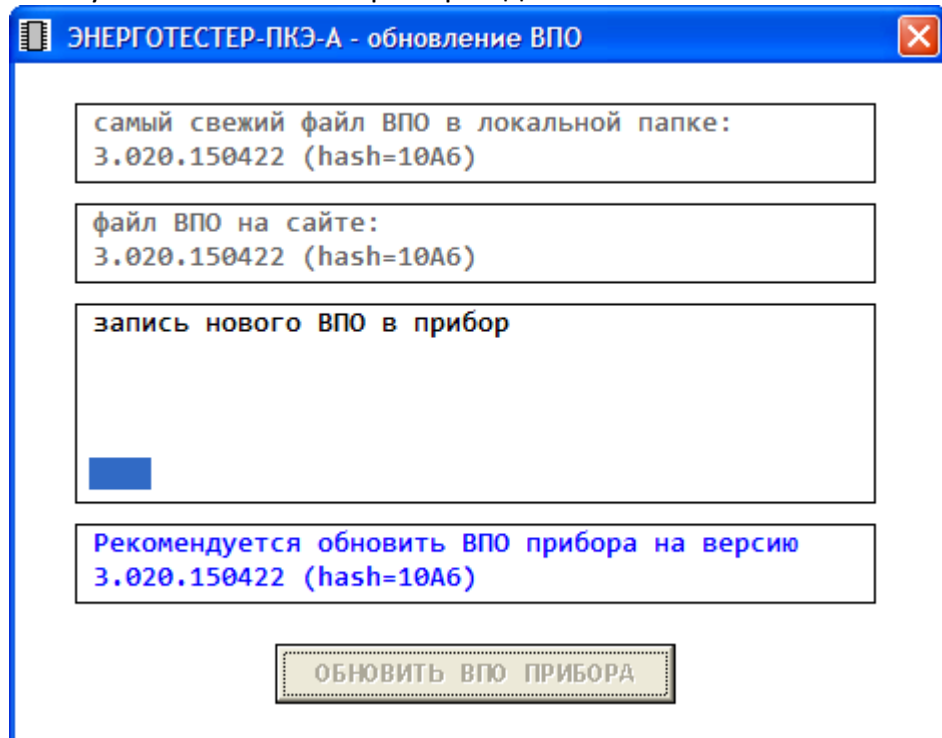 ЭНЕРГОТЕСТЕР-ПКЭ-А - обновление ВПО
самый свежий файл ВПО в локальной папке:
3.020.150422 (hash=10A6)
файл ВПО на сайте:
3.020.150422 (hash=10A6)
запись нового ВПО в прибор
Рекомендуется обновить ВПО прибора на версию
3.020.150422 (hash=10A6)
ОБНОВИТЬ ВПО ПРИБОРА